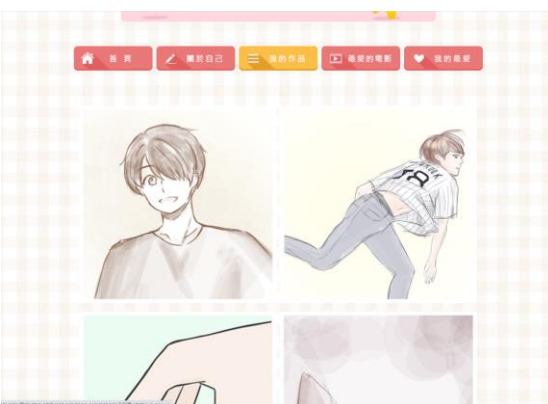 首 頁
關於自己
我的作品
最愛的電影
我的最愛